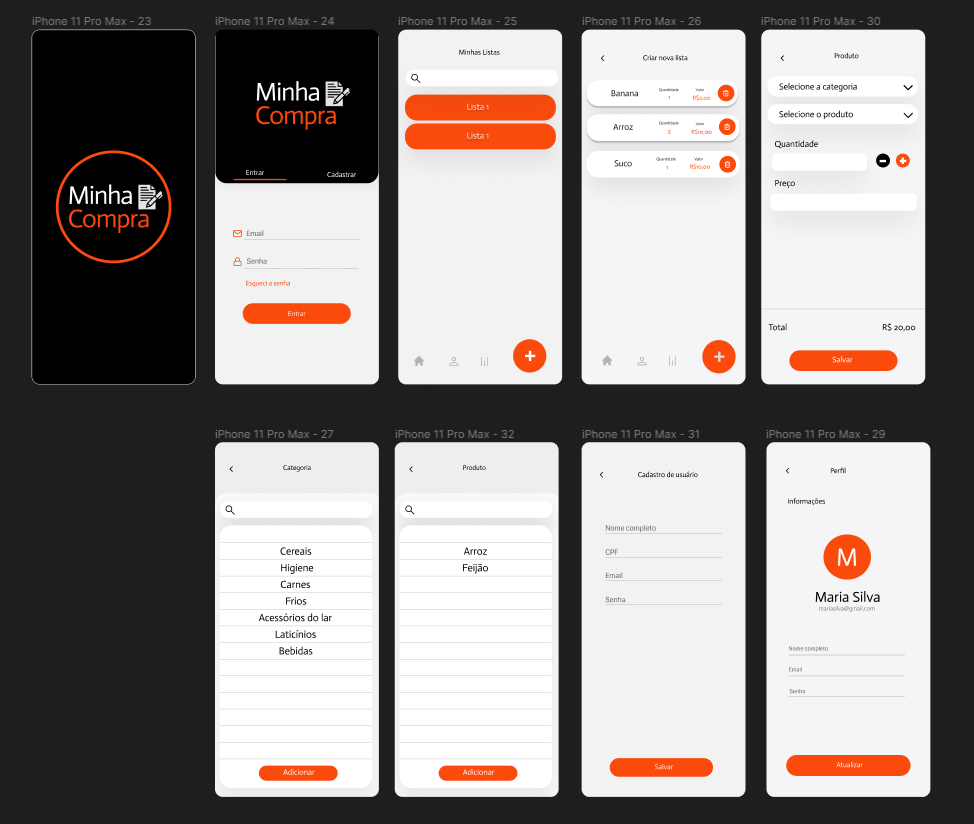 iPhone 11 Pro Max - 23
Minha
Compra
iPhone 11 Pro Max - 24
Minha
Compra
Entrar
Cadastrar
Email
Senha
Esqueci a senha
Entrar
iPhone 11 Pro Max - 25
Minhas Listas
Lista 1
Lista 1
iPhone 11 Pro Max - 26
Criar nova lista
Banana
Quantidade
1
Valor
R$2,00
Arroz
Quantidade
2
Valor
R$10,00
Suco
Quantidade
1
Valor
R$10,00
iPhone 11 Pro Max - 30
Produto
Selecione a categoria
Selecione o produto
Quantidade
Preço
Total R$ 20,00
Salvar
iPhone 11 Pro Max - 27
Categoria
Cereais
Higiene
Carnes
Frios
Acessórios do lar
Laticínios
Bebidas
Adicionar
iPhone 11 Pro Max - 32
Produto
Arroz
Feijão
Adicionar
iPhone 11 Pro Max - 31
Cadastro de usuário
Nome completo
CPF
Email
Senha
Salvar
iPhone 11 Pro Max - 29
Perfil
Informações
M
Maria Silva
mariasilva@gmail.com
Nome completo
Email
Senha
Atualizar